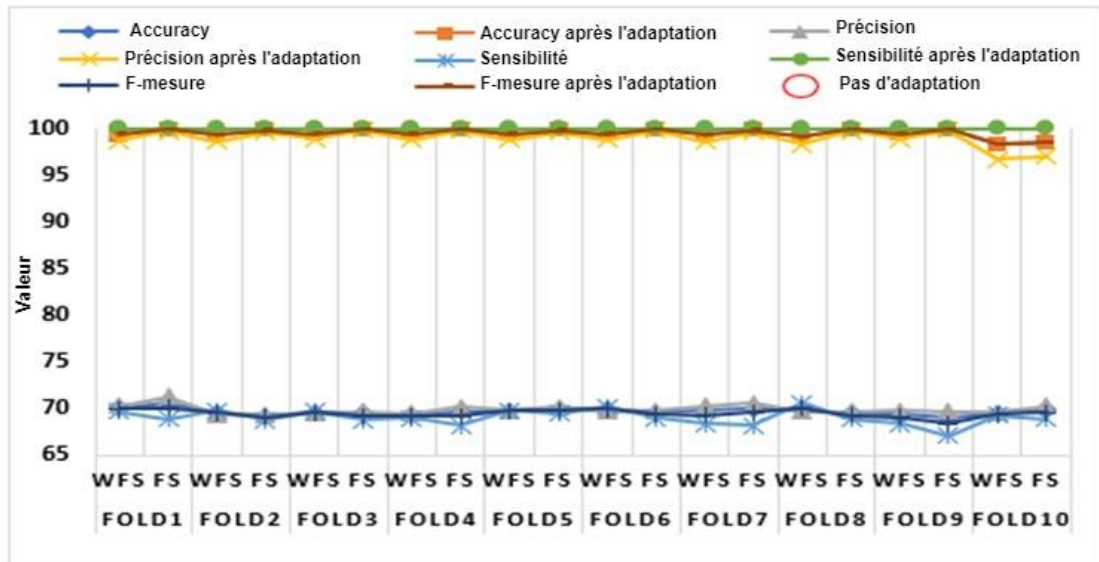 Accuracy
Accuracy après l'adaptation
Précision
Précision après l'adaptation
Sensibilité
Sensibilité après l'adaptation
F-mesure
F-mesure après l'adaptation
Pas d'adaptation
100
95
90
85
80
75
70
65
Valeur
WFS FS WFS FS WFS FS WFS FS WFS FS WFS FS WFS FS WFS FS WFS FS WFS FS
FOLD1 FOLD2 FOLD3 FOLD4 FOLD5 FOLD6 FOLD7 FOLD8 FOLD9 FOLD10